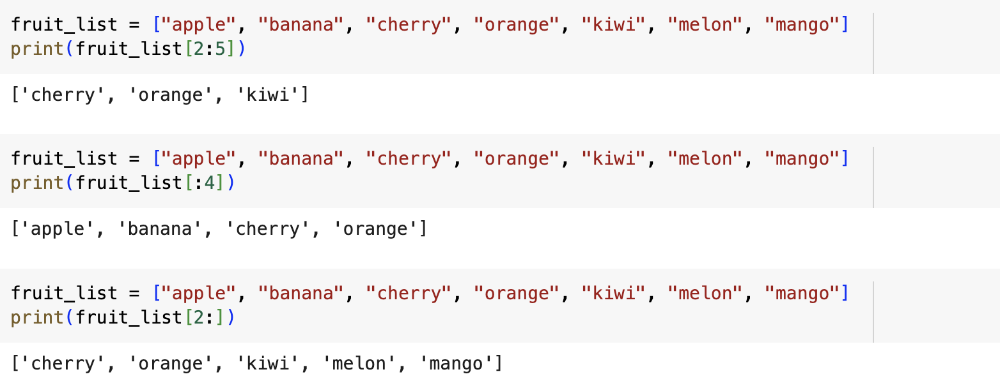 fruit_list = ["apple", "banana", "cherry", "orange", "kiwi", "melon", "mango"]
print(fruit_list[2:5])
['cherry', 'orange', 'kiwi']
fruit_list = ["apple", "banana", "cherry", "orange", "kiwi", "melon", "mango"]
print(fruit_list[:4])
['apple', 'banana', 'cherry', 'orange']
fruit_list = ["apple", "banana", "cherry", "orange", "kiwi", "melon", "mango"]
print(fruit_list[2:])
['cherry', 'orange', 'kiwi', 'melon', 'mango']